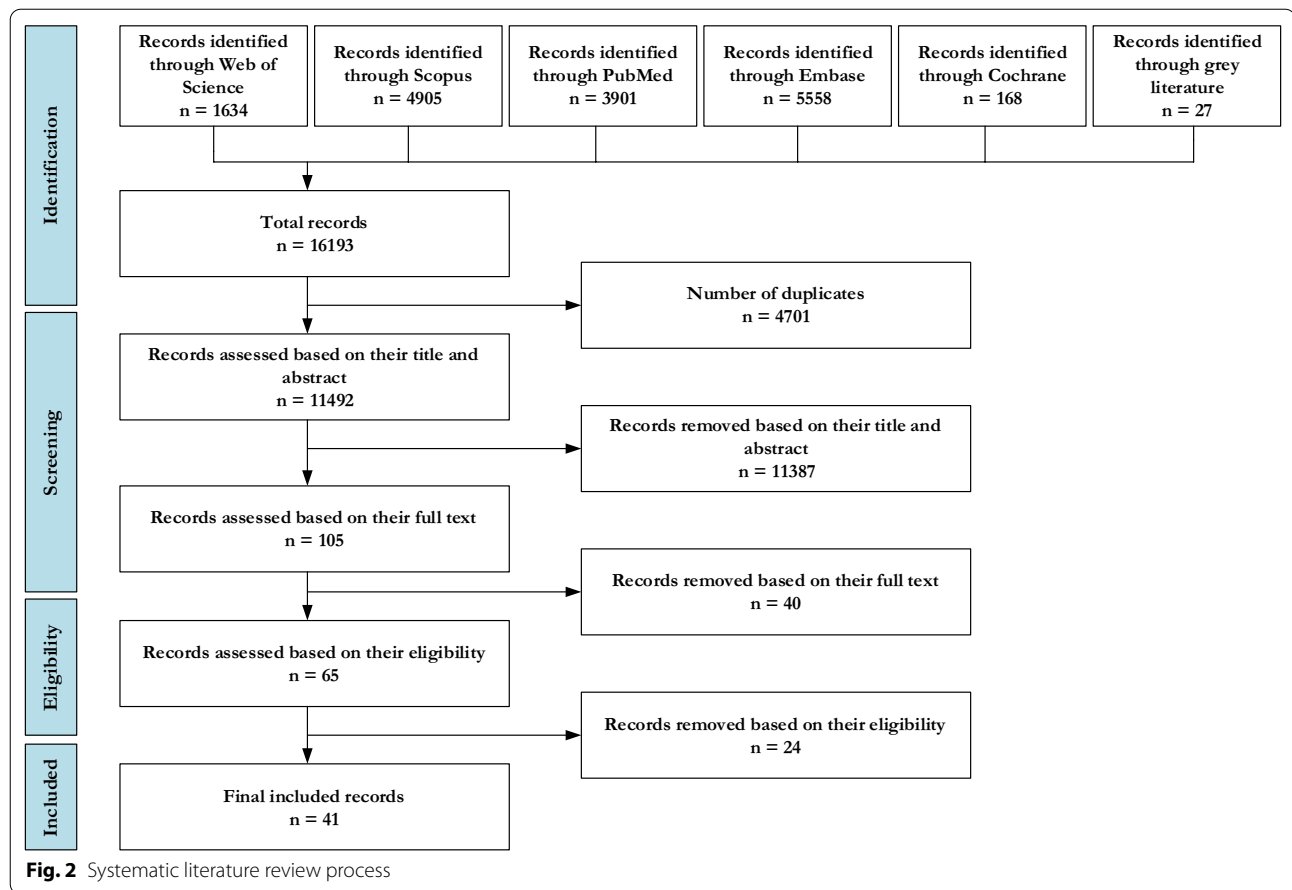 Identification
Records identified
through Web of
Science
n = 1634
Records identified
through Scopus
n = 4905
Records identified
through PubMed
n = 3901
Records identified
through Embase
n = 5558
Records identified
through Cochrane
n = 168
Records identified
through grey
literature
n = 27
Total records
n = 16193
Number of duplicates
n = 4701
Screening
Records assessed based on their title and
abstract
n = 11492
Records removed based on their title and
abstract
n = 11387
Records assessed based on their full text
n = 105
Records removed based on their full text
n = 40
Eligibility
Records assessed based on their eligibility
n = 65
Records removed based on their eligibility
n = 24
Included
Final included records
n = 41
Fig. 2 Systematic literature review process